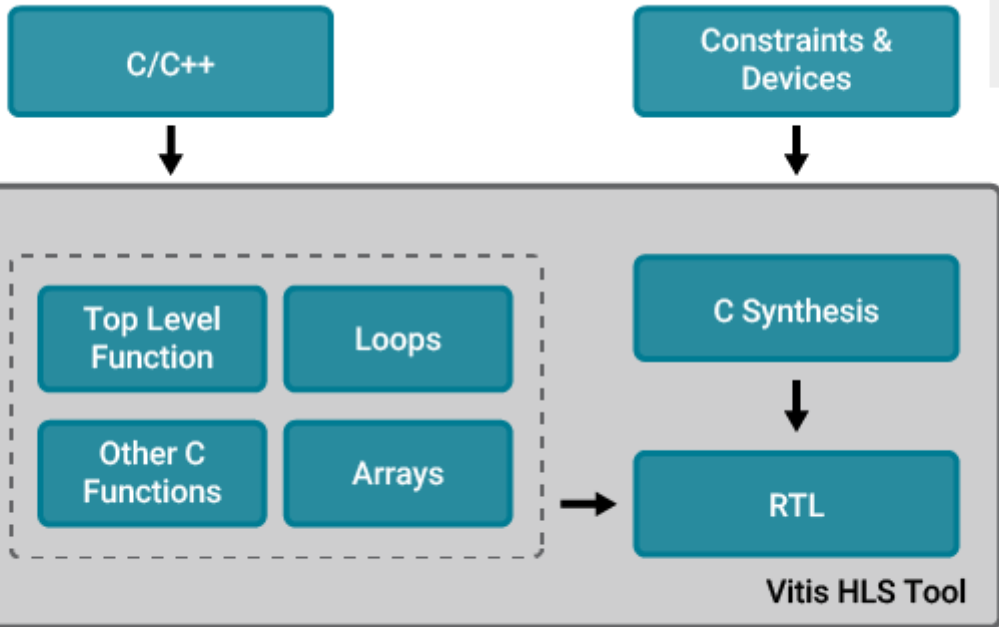 C/C++
Constraints &
Devices
Top Level
Function
Loops
C Synthesis
Other C
Functions
Arrays
RTL
Vitis HLS Tool